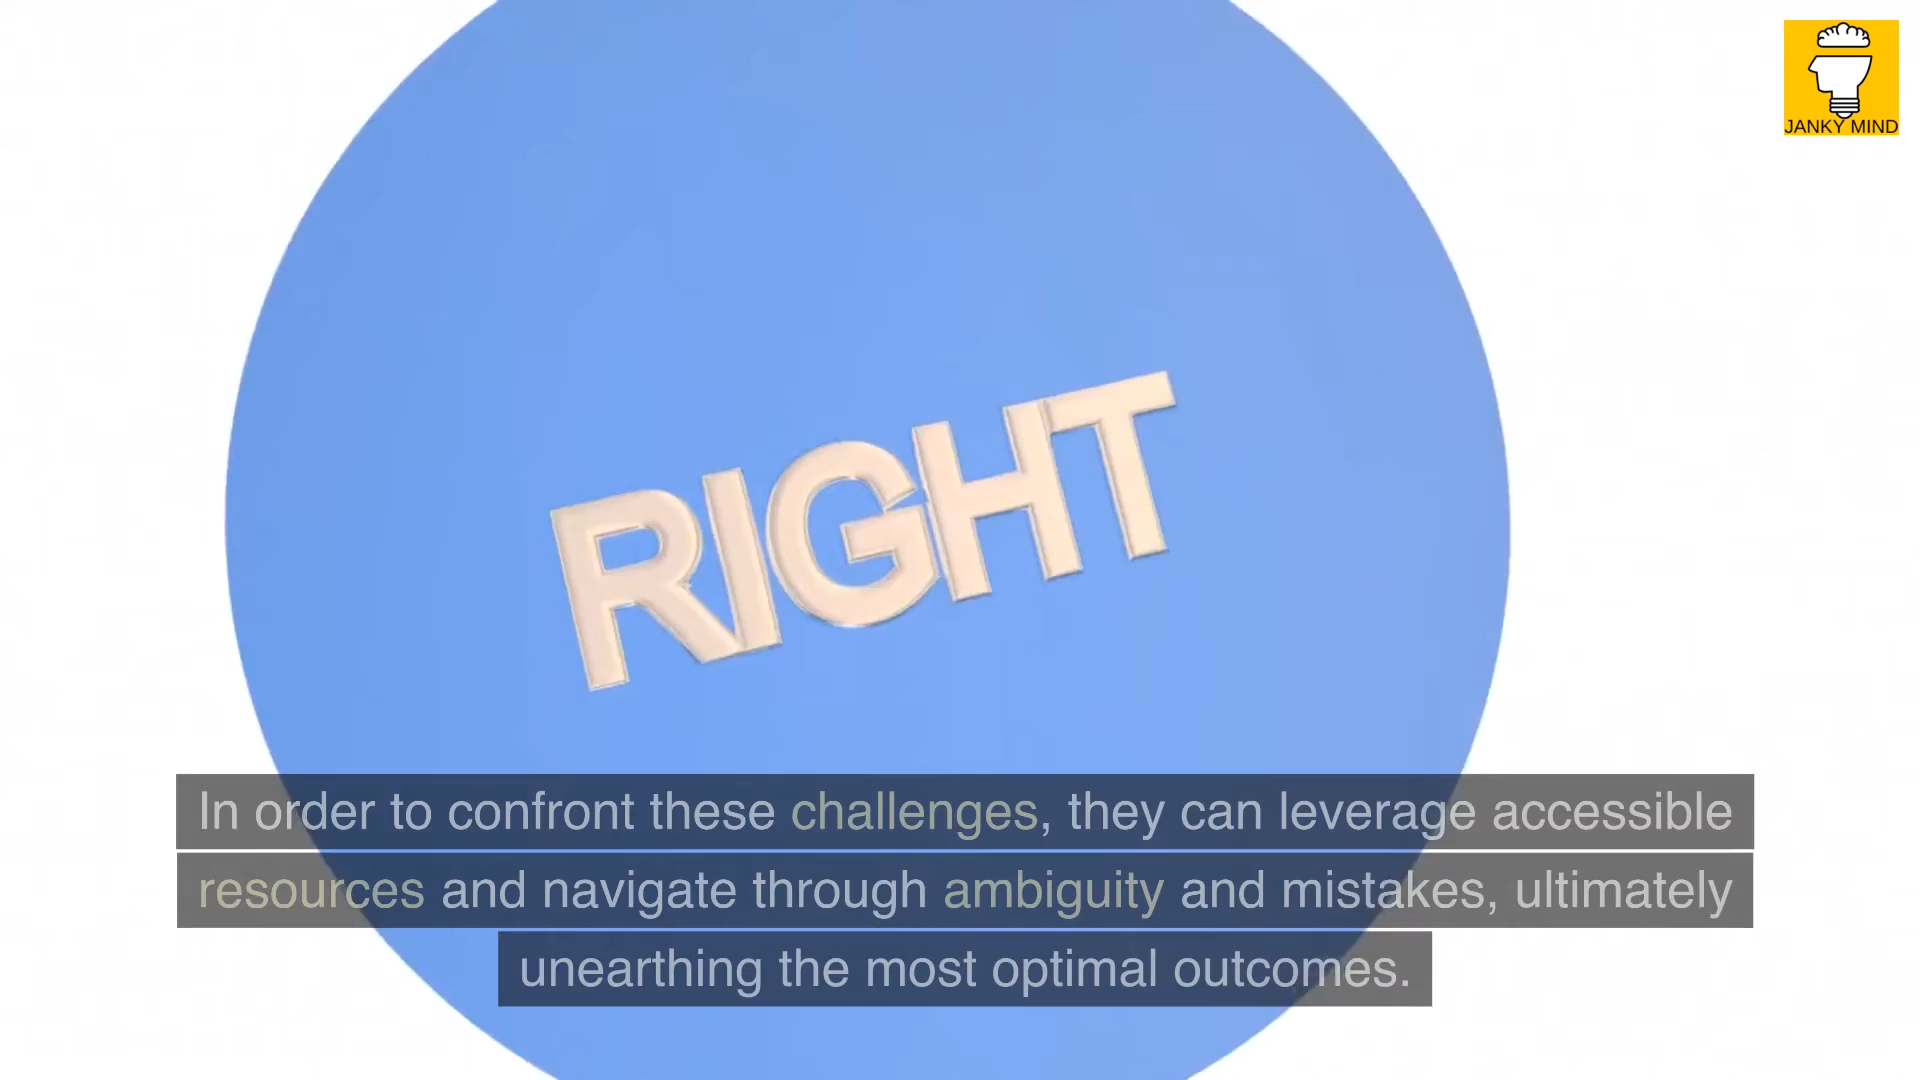 JANKY MIND
RIGHT
In order to confront these challenges, they can leverage accessible
resources and navigate through ambiguity and mistakes, ultimately
unearthing the most optimal outcomes.